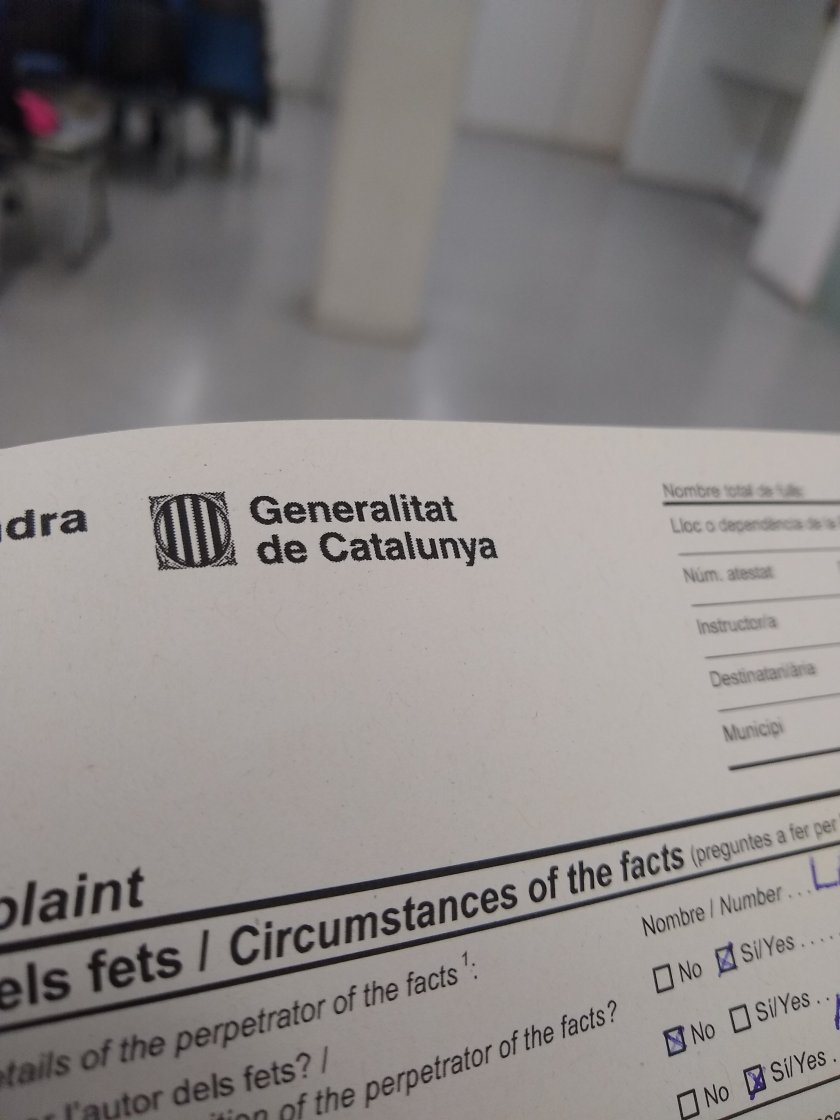 dra
Generalitat
de Catalunya
Nombre total de fulls:
Lloc o dependència de la
Núm. atestat
Instructor/a
Destinatari/ària
Municipi
plaint
els fets / Circumstances of the facts (preguntes a fer per
Nombre / Number ...
etails of the perpetrator of the facts 1:
No Sí/Yes .....
l'autor dels fets? /
No Sí/Yes ..
tion of the perpetrator of the facts?
No Sí/Yes .